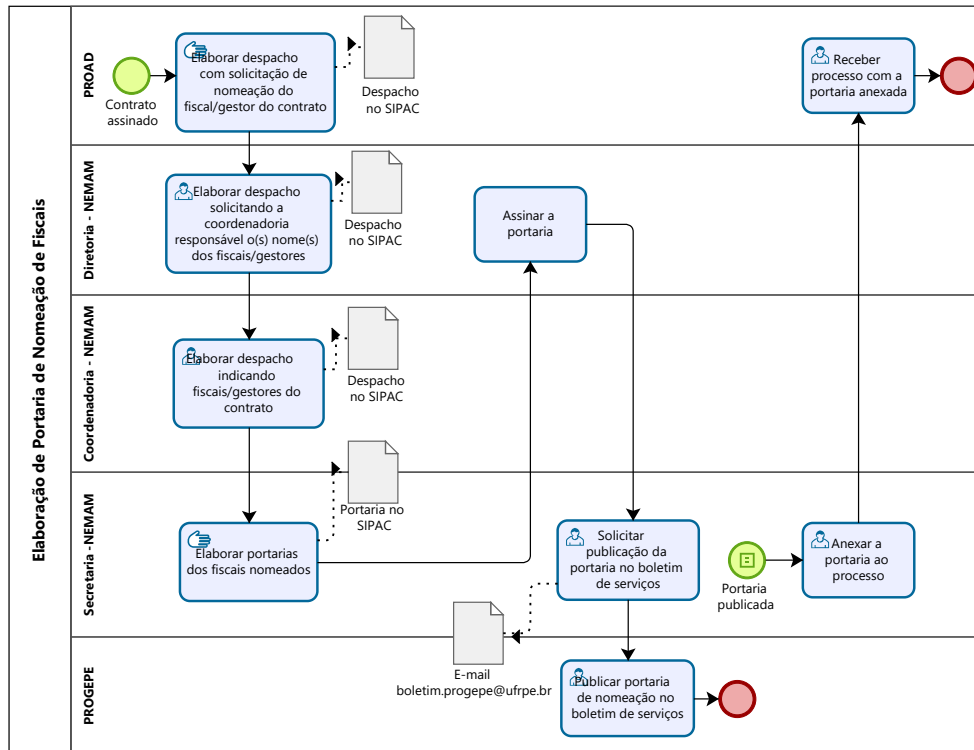 Elaboração de Portaria de Nomeação de Fiscais
PROAD
Contrato
assinado
Elaborar despacho
com solicitação de
nomeação do
fiscal/gestor do contrato
Despacho
no SIPAC
Receber
processo com a
portaria anexada
Diretoria - NEMAM
Elaborar despacho
solicitando a
coordenadoria
responsável o(s) nome(s)
dos fiscais/gestores
Despacho
no SIPAC
Assinar a
portaria
Coordenadoria - NEMAM
Elaborar despacho
indicando
fiscais/gestores do
contrato
Despacho
no SIPAC
Secretaria -NEMAM
Elaborar portarias
dos fiscais nomeados
Portaria no
SIPAC
Solicitar
publicação da
portaria no boletim
de serviços
Portaria
publicada
Anexar a
portaria ao
processo
PROGEPE
E-mail
boletim.progepe@ufrpe.br
Publicar portaria
de nomeação no
boletim de serviços